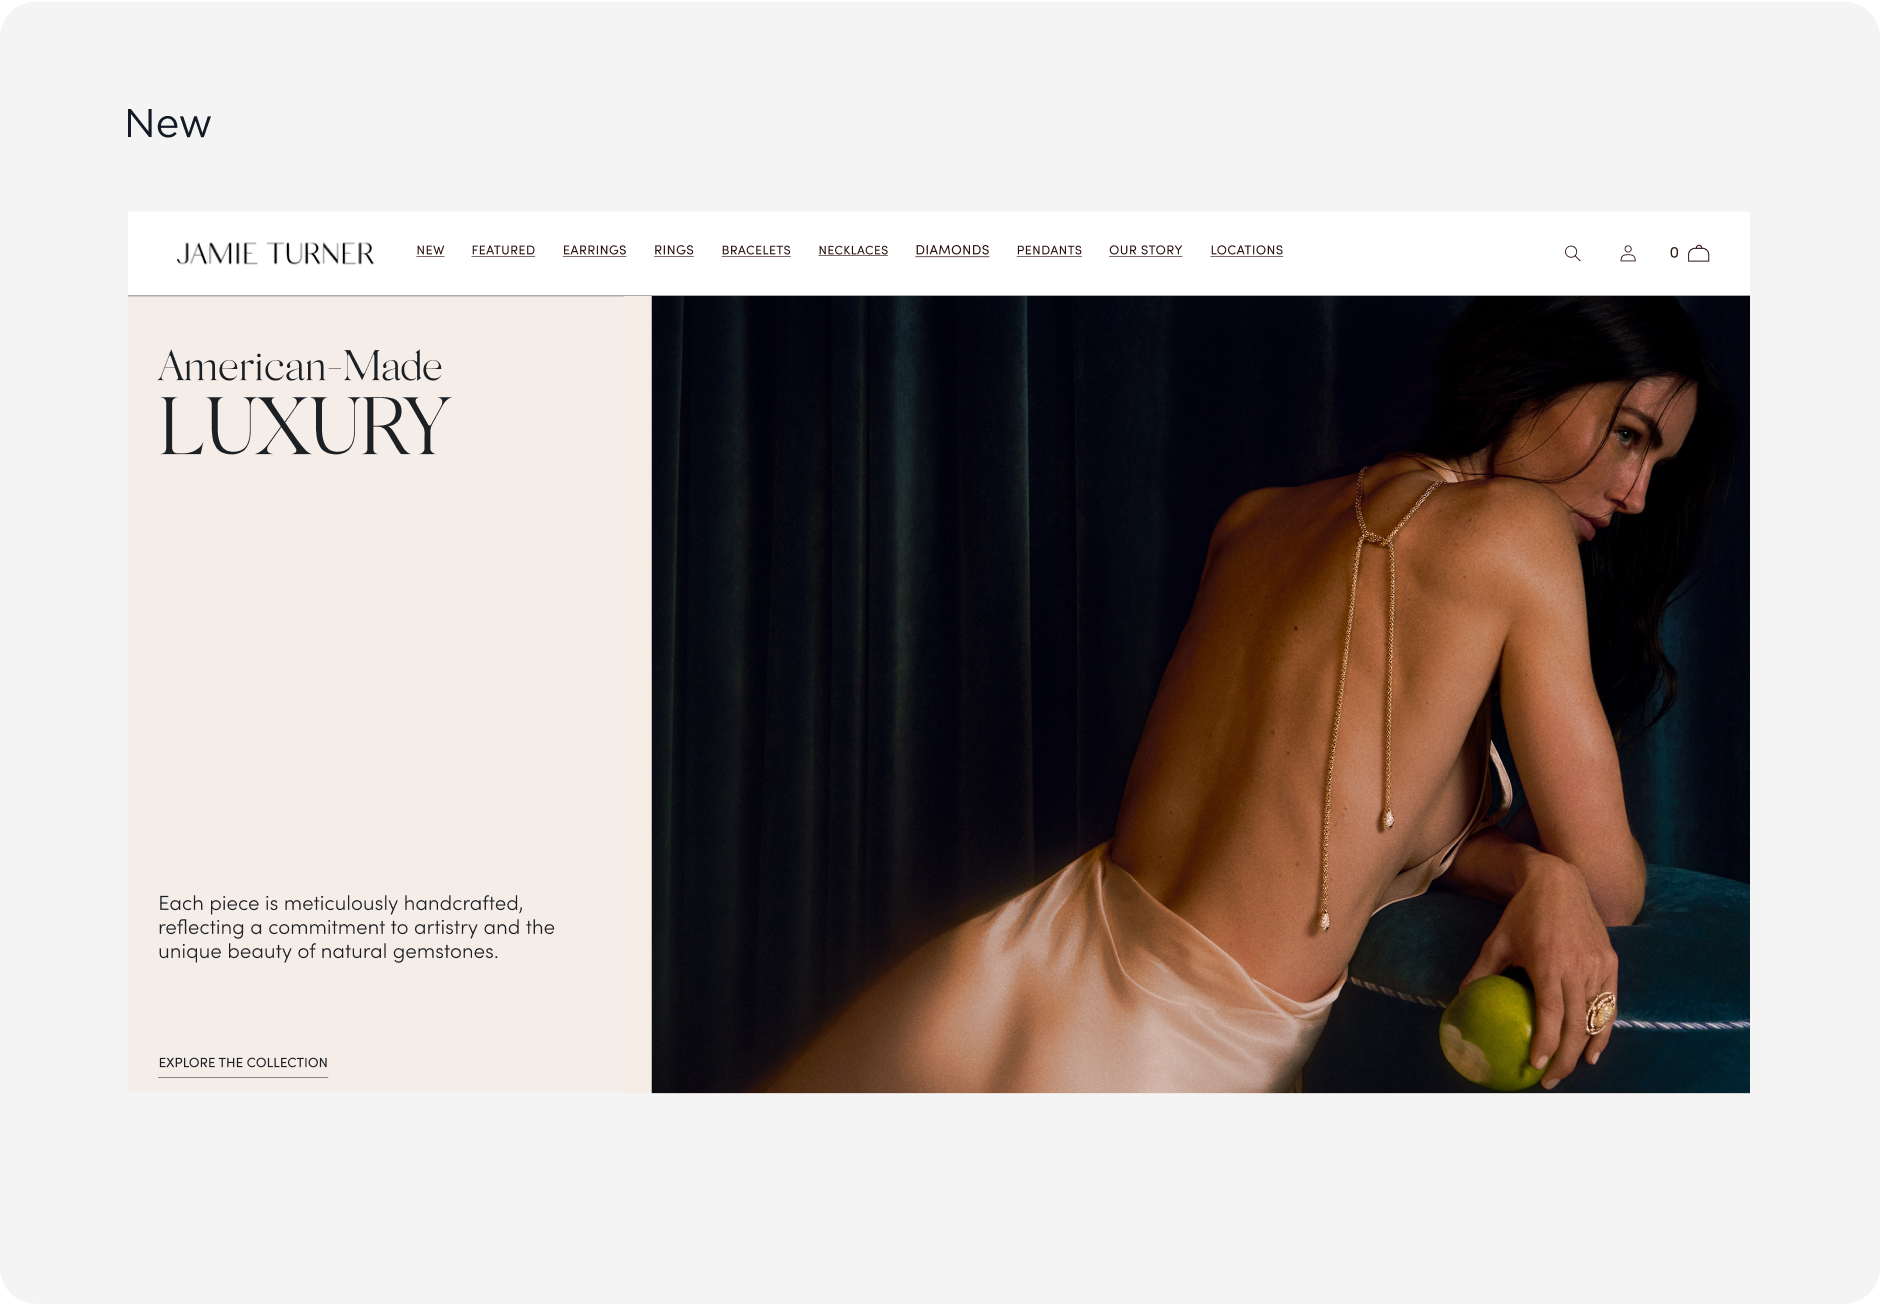 New
JAMIE TURNER
NEW FEATURED EARRINGS RINGS BRACELETS NECKLACES DIAMONDS PENDANTS OUR STORY LOCATIONS
0
American-Made
LUXURY
Each piece is meticulously handcrafted,
reflecting a commitment to artistry and the
unique beauty of natural gemstones.
EXPLORE THE COLLECTION